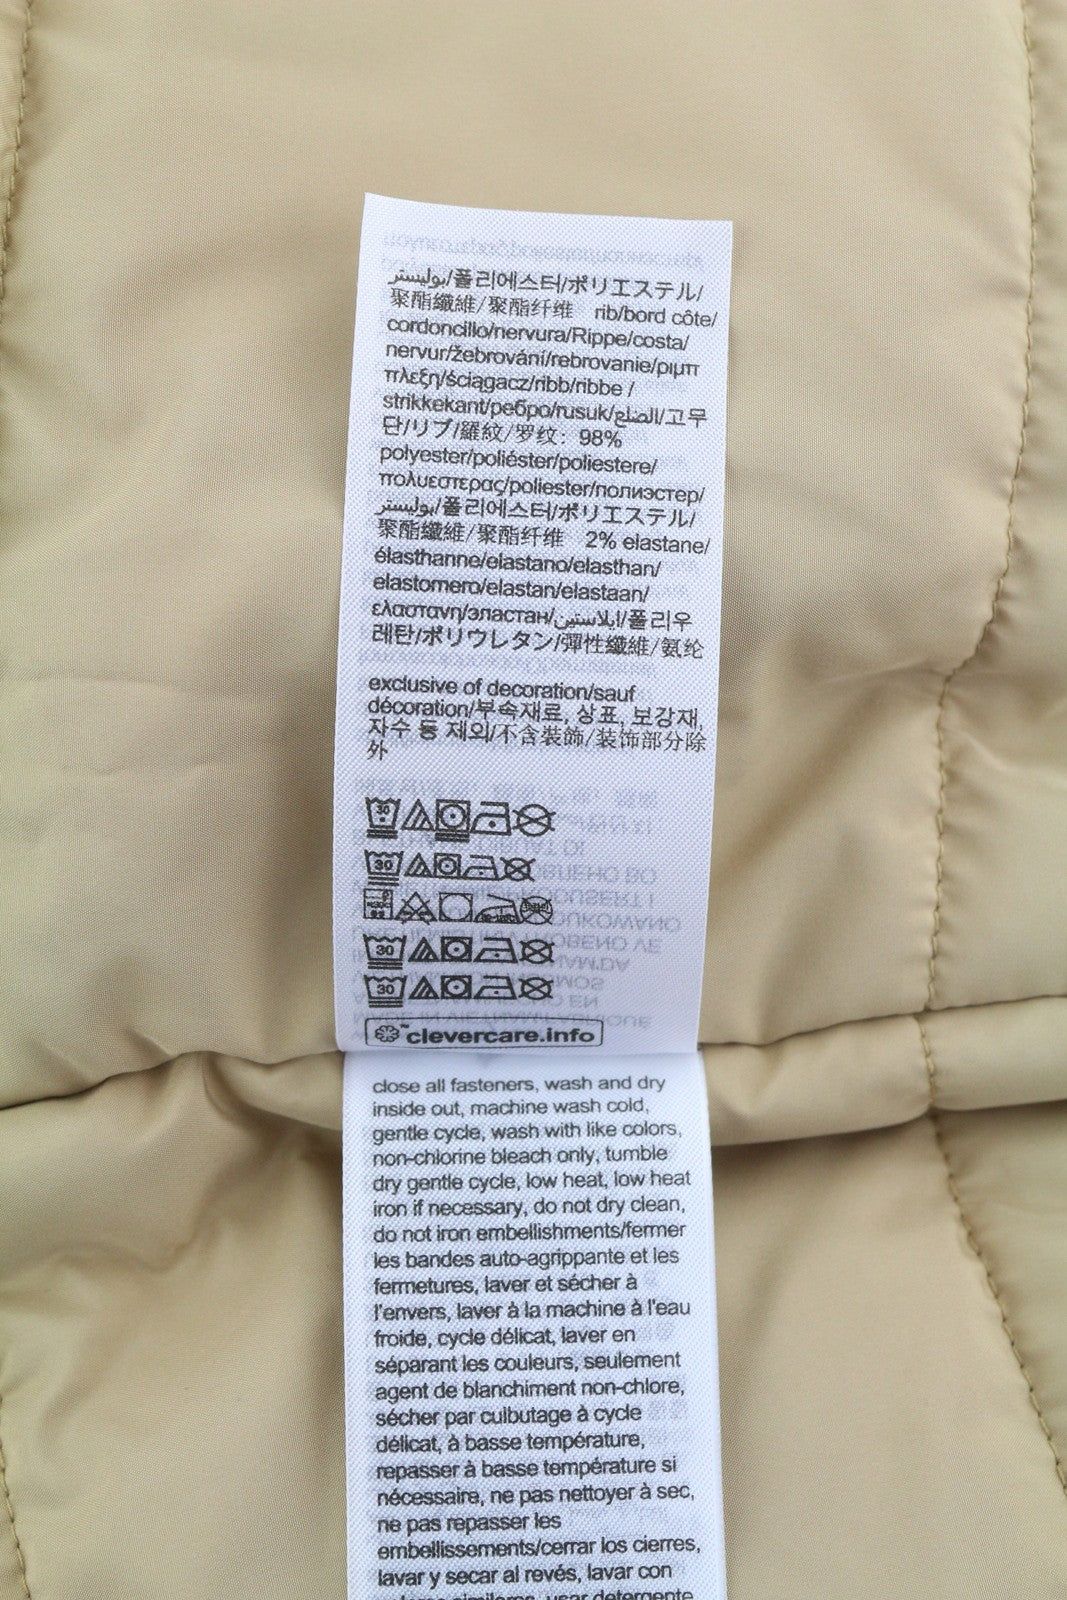 بوليستر/폴리에스터/ポリエステル/
聚酯纖維/聚酯纤维 rib/bord côte/
cordoncillo/nervura/Rippe/costa/
nervur/žebrování/rebrovanie/ριμπ
πλεξη/ściągacz/ribb/ribbe /
strikkekant/ребро/rusuk/الضلع/고무
단/リブ/羅紋/罗纹: 98%
polyester/poliéster/poliestere/
πολυεστερας/poliester/полиэстер/
بوليستر/폴리에스터/ポリエステル/
聚酯纖維/聚酯纤维 2% elastane/
élasthanne/elastano/elasthan/
elastomero/elastan/elastaan/
ελαστανη/эластан/ايلاستين/폴리우
레탄/ポリウレタン/彈性纖維/氨纶
exclusive of decoration/sauf
décoration/부속재료, 상표, 보강재,
자수 등 제외/不含裝飾/装饰部分除
外
30
30
30
30
™clevercare.info
close all fasteners, wash and dry
inside out, machine wash cold,
gentle cycle, wash with like colors,
non-chlorine bleach only, tumble
dry gentle cycle, low heat, low heat
iron if necessary, do not dry clean,
do not iron embellishments/fermer
les bandes auto-agrippante et les
fermetures, laver et sécher à
l'envers, laver à la machine à l'eau
froide, cycle délicat, laver en
séparant les couleurs, seulement
agent de blanchiment non-chlore,
sécher par culbutage à cycle
délicat, à basse température,
repasser à basse température si
nécessaire, ne pas nettoyer à sec,
ne pas repasser les
embellissements/cerrar los cierres,
lavar y secar al revés, lavar con
colores similares, usar detergente